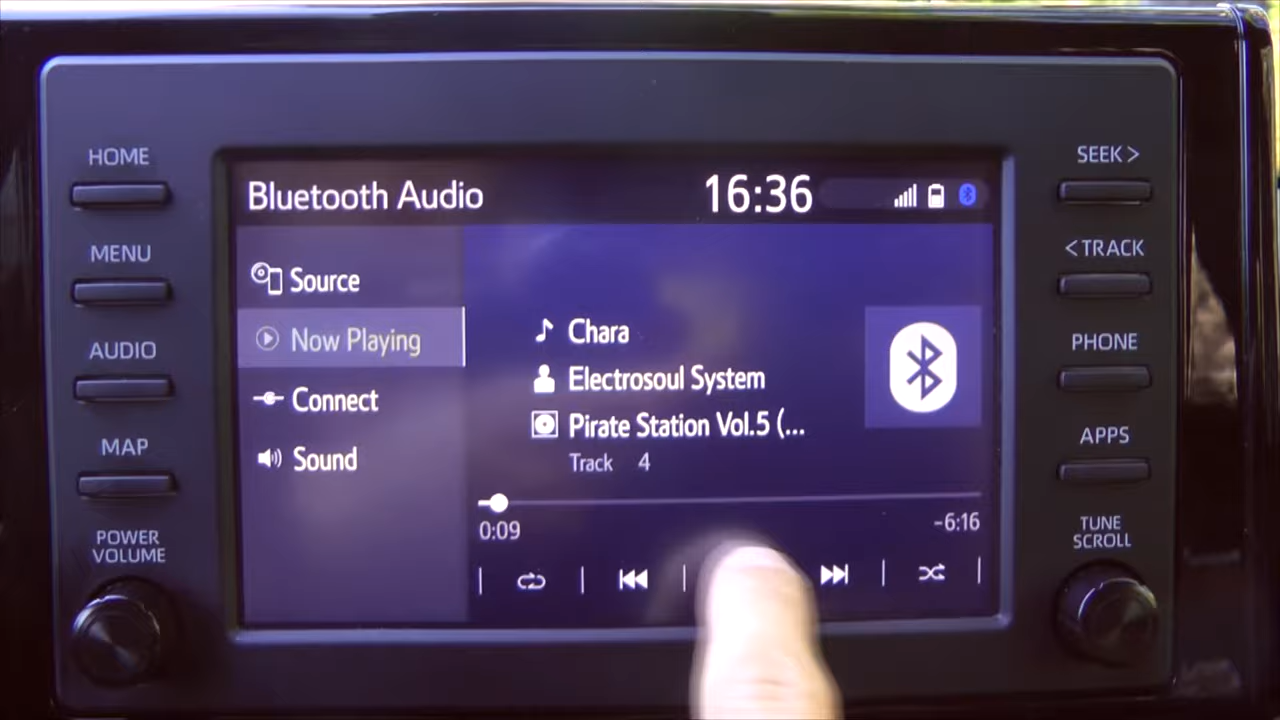 HOME
MENU
AUDIO
MAP
POWER
VOLUME
Bluetooth Audio 16:36
Source
Now Playing
Connect
Sound
Chara
Electrosoul System
Pirate Station Vol.5 (...
Track 4
0:09 -6:16
SEEK >
< TRACK
PHONE
APPS
TUNE
SCROLL